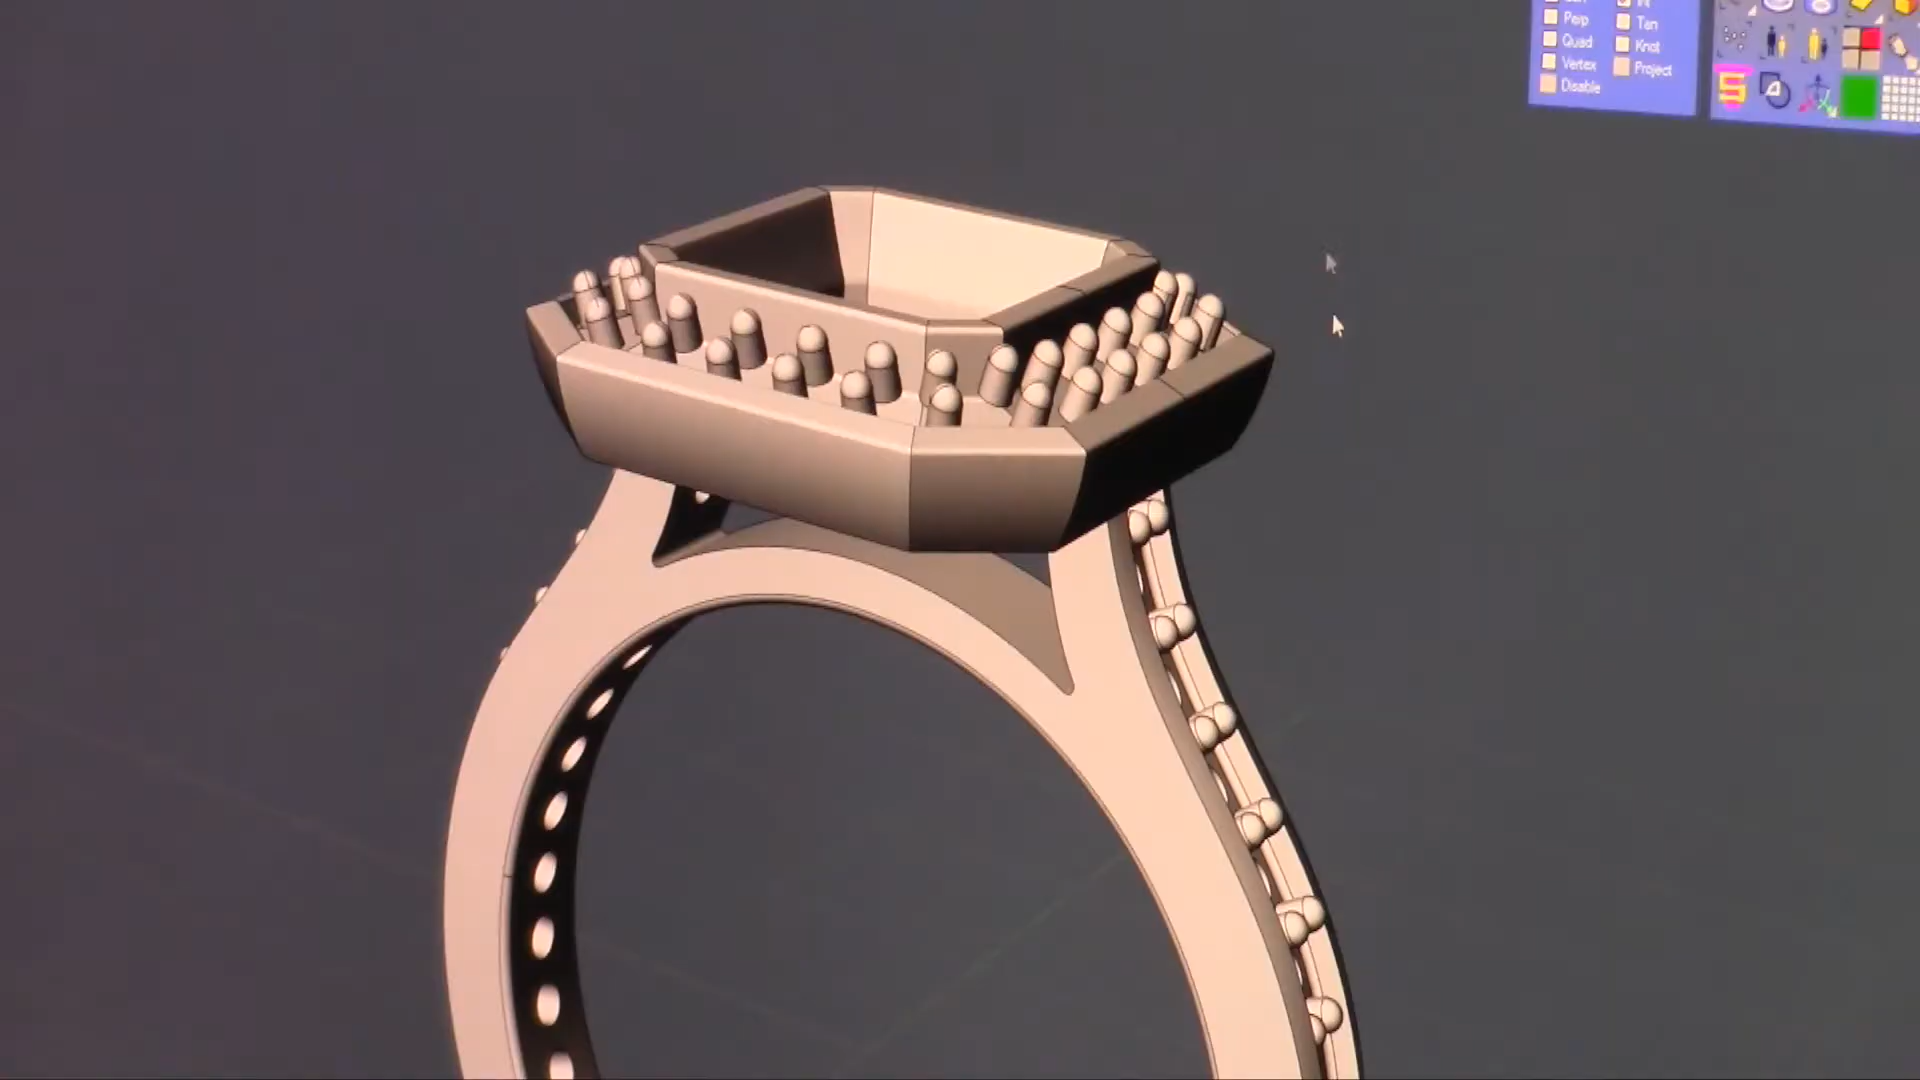 Perp
Tan
Quad
Knot
Vertex
Project
Disable